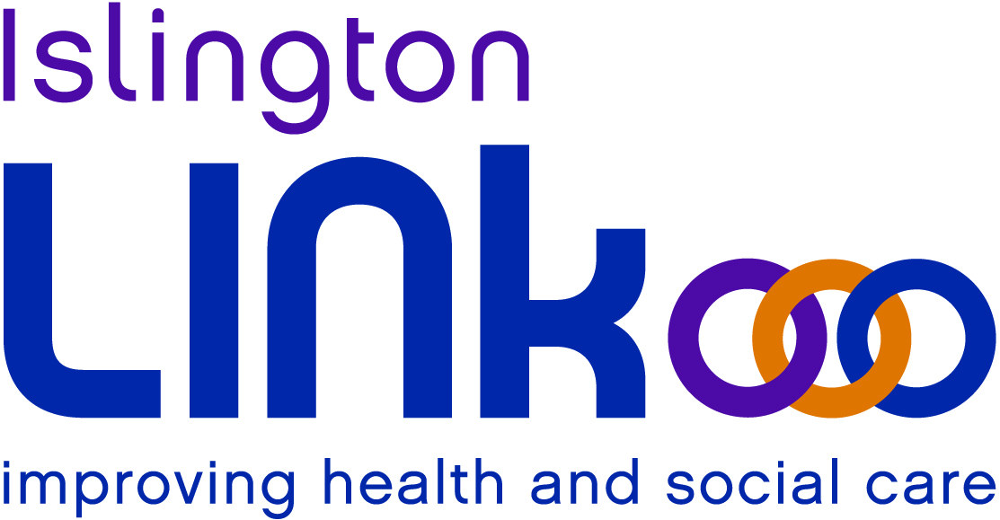 Islington
LINk
improving health and social care